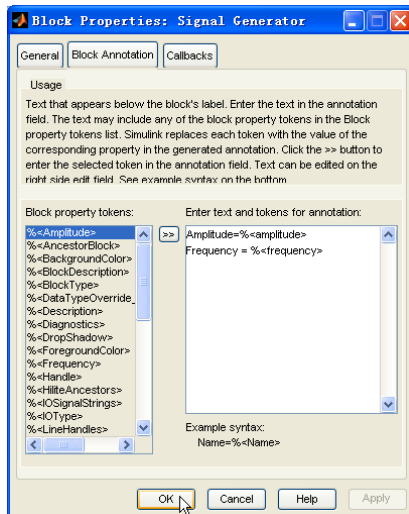 Block Properties: Signal Generator
General Block Annotation Callbacks
Usage
Text that appears below the block's label. Enter the text in the annotation
field. The text may include any of the block property tokens in the Block
property tokens list. Simulink replaces each token with the value of the
corresponding property in the generated annotation. Click the >> button to
enter the selected token in the annotation field. Text can be edited on the
right side edit field. See example syntax on the bottom
Block property tokens:
%<Amplitude>
%<AncestorBlock>
%<BackgroundColor>
%<BlockDescription>
%<BlockType>
%<DataTypeOverride_
%<Description>
%<Diagnostics>
%<DropShadow>
%<ForegroundColor>
%<Frequency>
%<Handle>
%<HiliteAncestors>
%<IOSignalStrings>
%<IOType>
%<LineHandles>
>>
Enter text and tokens for annotation:
Amplitude=%<amplitude>
Frequency = %<frequency>
Example syntax:
Name=%<Name>
OK Cancel Help Apply